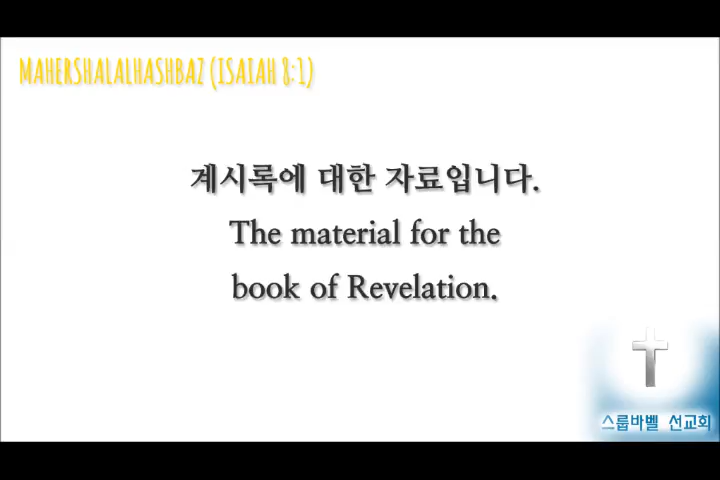 MAHERSHALALHASHBAZ (ISAIAH 8:1)
계시록에 대한 자료입니다.
The material for the
book of Revelation.
스룹바벨 선교회